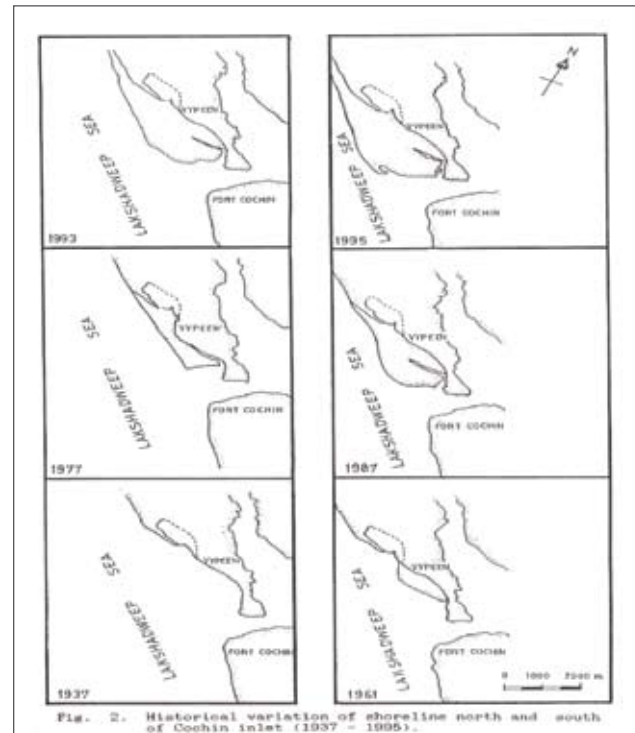 N
VYPEEN
SEA
LAKSHADWEEP
FORT COCHIN
1993
VYPEEN
SEA
LAKSHADWEEP
FORT COCHIN
1995
VYPEEN
SEA
LAKSHADWEEP
FORT COCHIN
1977
VYPEEN
SEA
LAKSHADWEEP
FORT COCHIN
1987
VYPEEN
SEA
LAKSHADWEEP
FORT COCHIN
1937
VYPEEN
SEA
LAKSHADWEEP
FORT COCHIN
0 1000
m
1961
Fig. 2. Historical variation of shoreline north and south
of Cochin inlet (1937 - 1995).